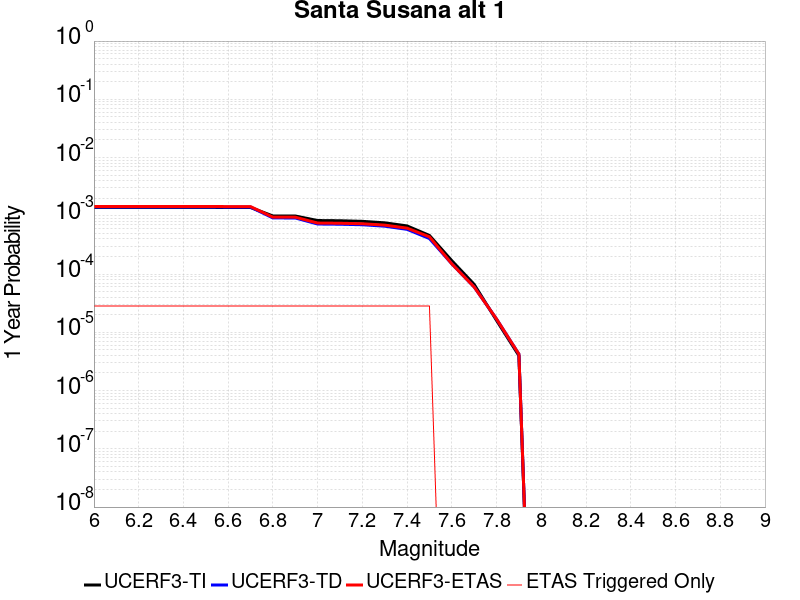 Santa Susana alt 1
10^0
10^-1
10^-2
10^-3
10^-4
10^-5
10^-6
10^-7
10^-8
1 Year Probability
6 6.2 6.4 6.6 6.8 7 7.2 7.4 7.6 7.8 8 8.2 8.4 8.6 8.8 9
Magnitude
UCERF3-TI UCERF3-TD UCERF3-ETAS ETAS Triggered Only